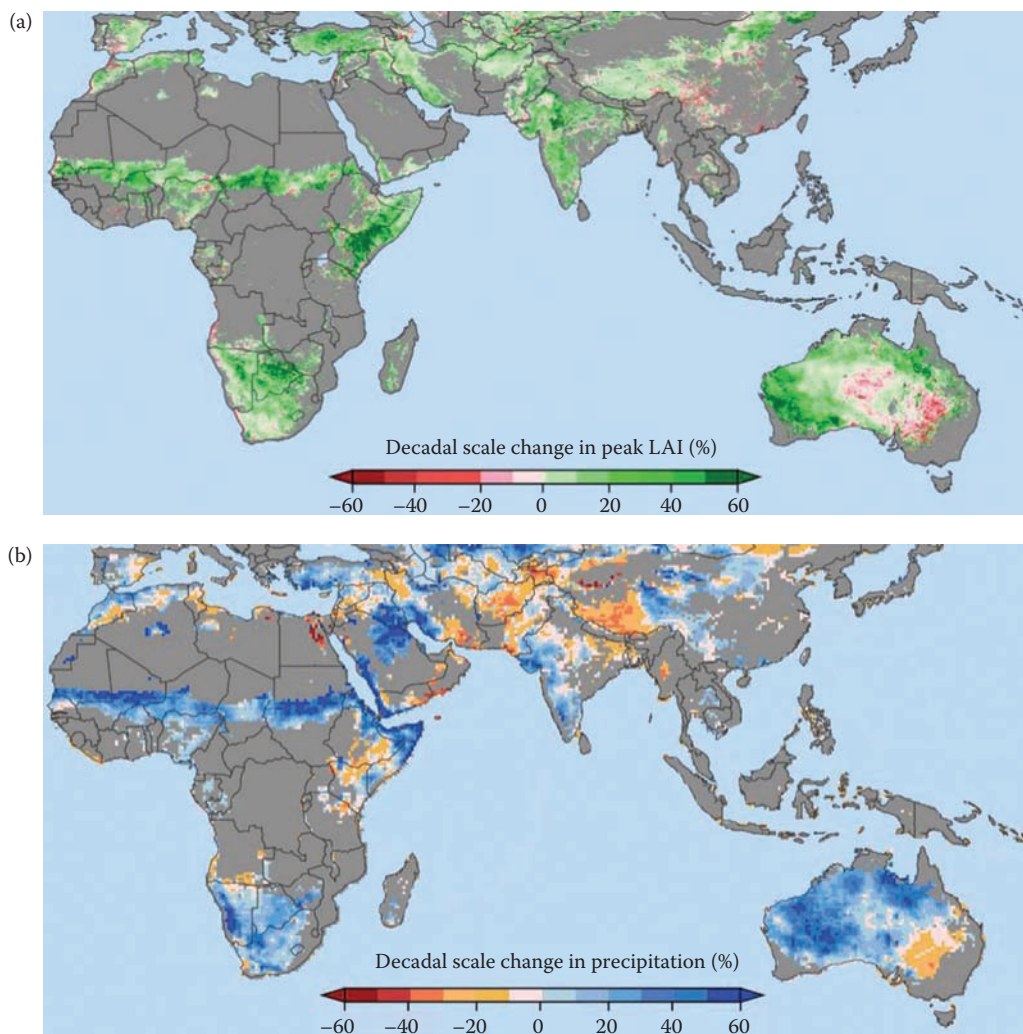 (a)
Decadal scale change in peak LAI (%)
−60 −40 −20 0 20 40 60
(b)
Decadal scale change in precipitation (%)
−60 −40 −20 0 20 40 60